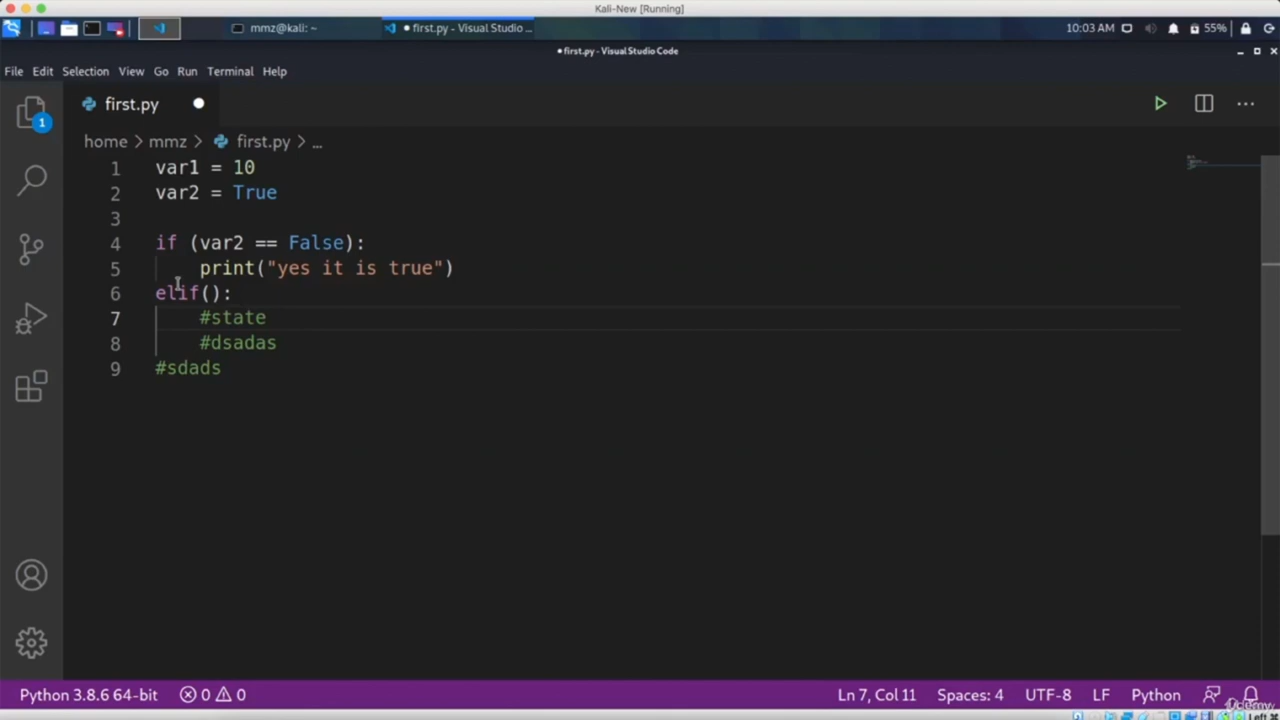 Kali-New [Running]
mmz@kali: ~
first.py - Visual Studio ...
10:03 AM
55%
first.py - Visual Studio Code
File Edit Selection View Go Run Terminal Help
1
first.py
home > mmz > first.py > ...
1 var1 = 10
2 var2 = True
3
4 if (var2 == False):
5 print("yes it is true")
6 elif():
7 #state
8 #dsadas
9 #sdads
Python 3.8.6 64-bit 0 0 Ln 7, Col 11 Spaces: 4 UTF-8 LF Python
Udemy
Left ⌘